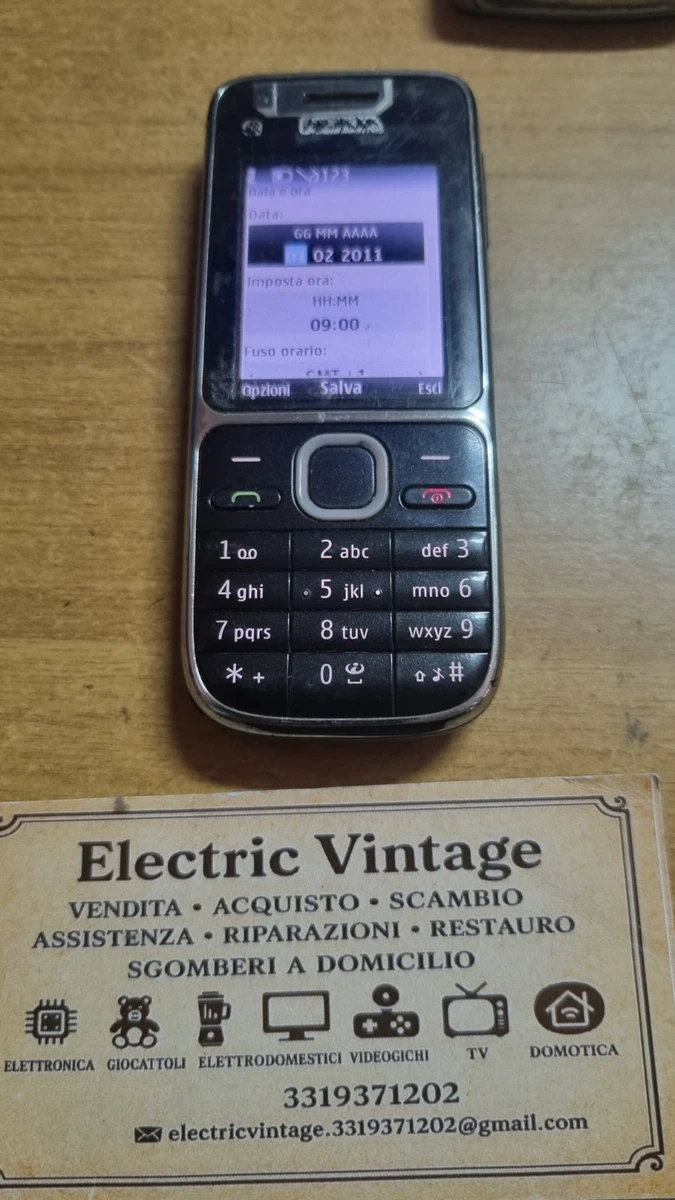 123
Data e ora
Data:
GG MM AAAA
01 02 2011
Imposta ora:
HH:MM
09:00
Fuso orario:
Opzioni Salva Esci
1 2 abc def 3
4 ghi 5 jkl mno 6
7 pqrs 8 tuv wxyz 9
* + 0 #
Electric Vintage
VENDITA • ACQUISTO • SCAMBIO
ASSISTENZA • RIPARAZIONI • RESTAURO
SGOMBERI A DOMICILIO
ELETTRONICA GIOCATTOLI ELETTRODOMESTICI VIDEOGICHI TV DOMOTICA
3319371202
electricvintage.3319371202@gmail.com